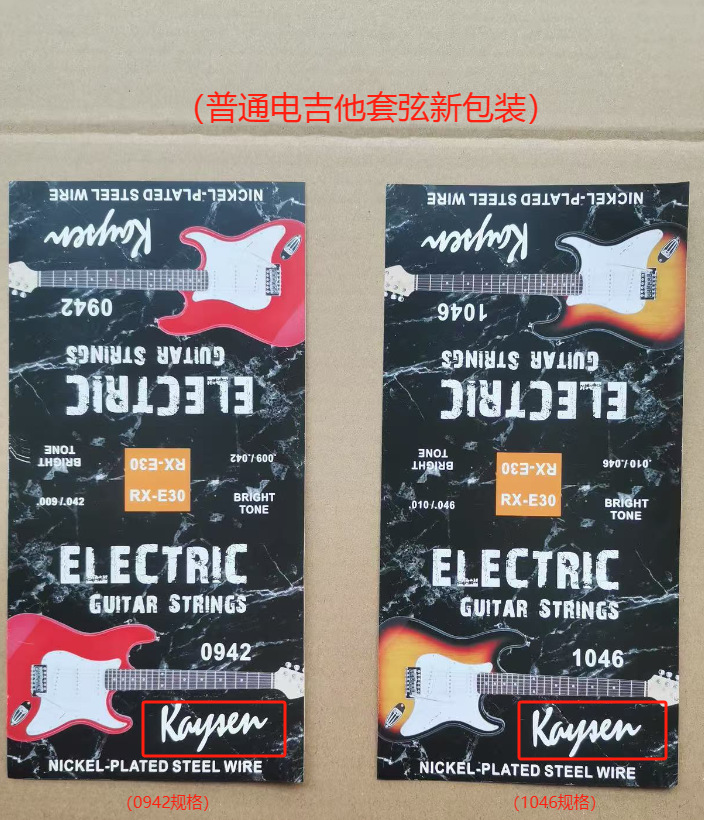 （普通电吉他套弦新包装）
NICKEL-PLATED STEEL WIRE
Kaysen
0942
GUITAR STRINGS
ELECTRIC
BRIGHT
TONE
.009/.042
RX-E30
RX-E30
.009/.042
BRIGHT
TONE
ELECTRIC
GUITAR STRINGS
0942
Kaysen
NICKEL-PLATED STEEL WIRE
（0942规格）
NICKEL-PLATED STEEL WIRE
Kaysen
1046
GUITAR STRINGS
ELECTRIC
BRIGHT
TONE
.010/.046
RX-E30
RX-E30
.010/.046
BRIGHT
TONE
ELECTRIC
GUITAR STRINGS
1046
Kaysen
NICKEL-PLATED STEEL WIRE
（1046规格）